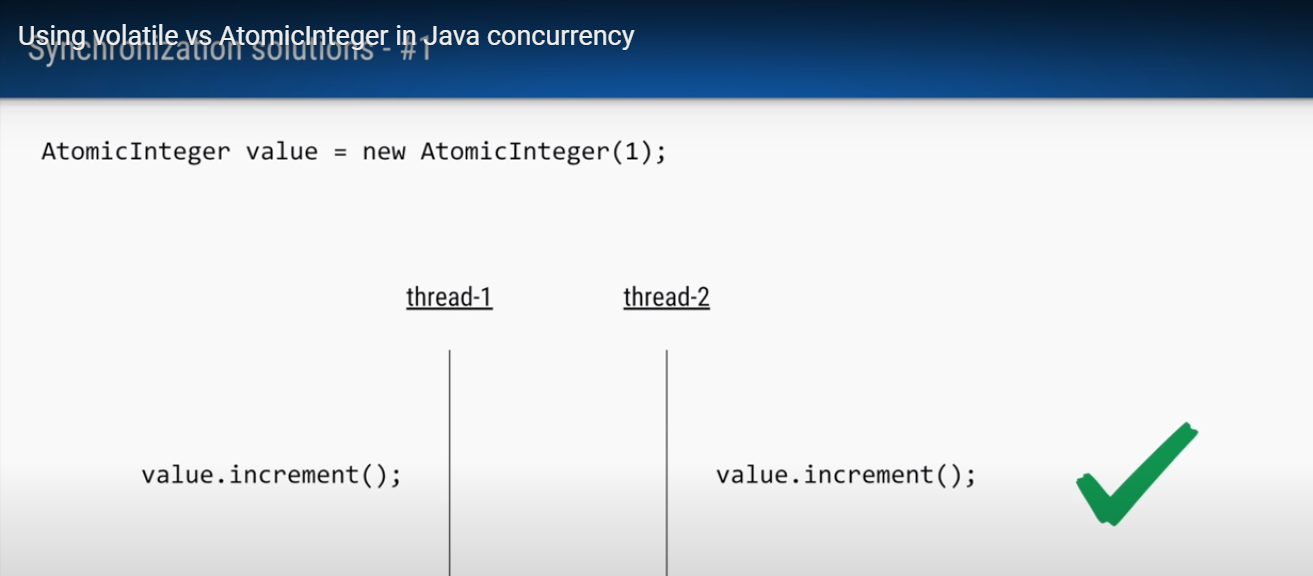 Using volatile vs AtomicInteger in Java concurrency
Synchronization solutions - #1
AtomicInteger value = new AtomicInteger(1);
thread-1 thread-2
value.increment(); value.increment();